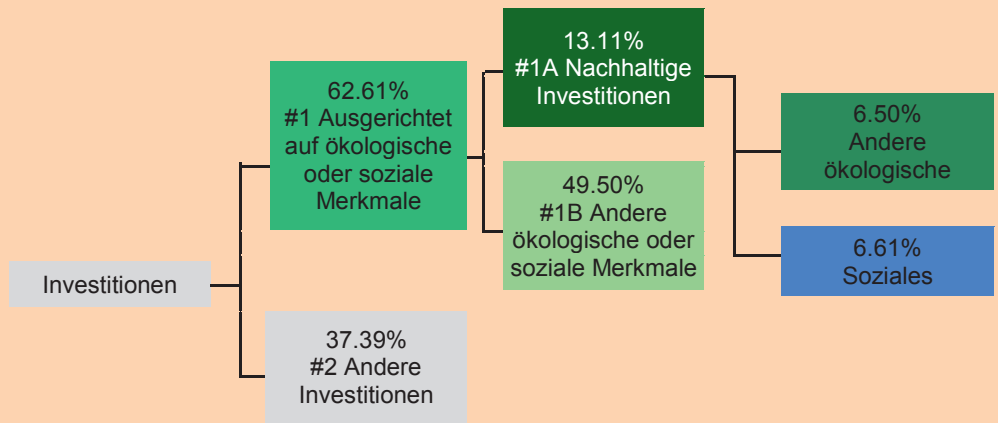 Investitionen
62.61%
#1 Ausgerichtet
auf ökologische
oder soziale
Merkmale
37.39%
#2 Andere
Investitionen
13.11%
#1A Nachhaltige
Investitionen
49.50%
#1B Andere
ökologische oder
soziale Merkmale
6.50%
Andere
ökologische
6.61%
Soziales